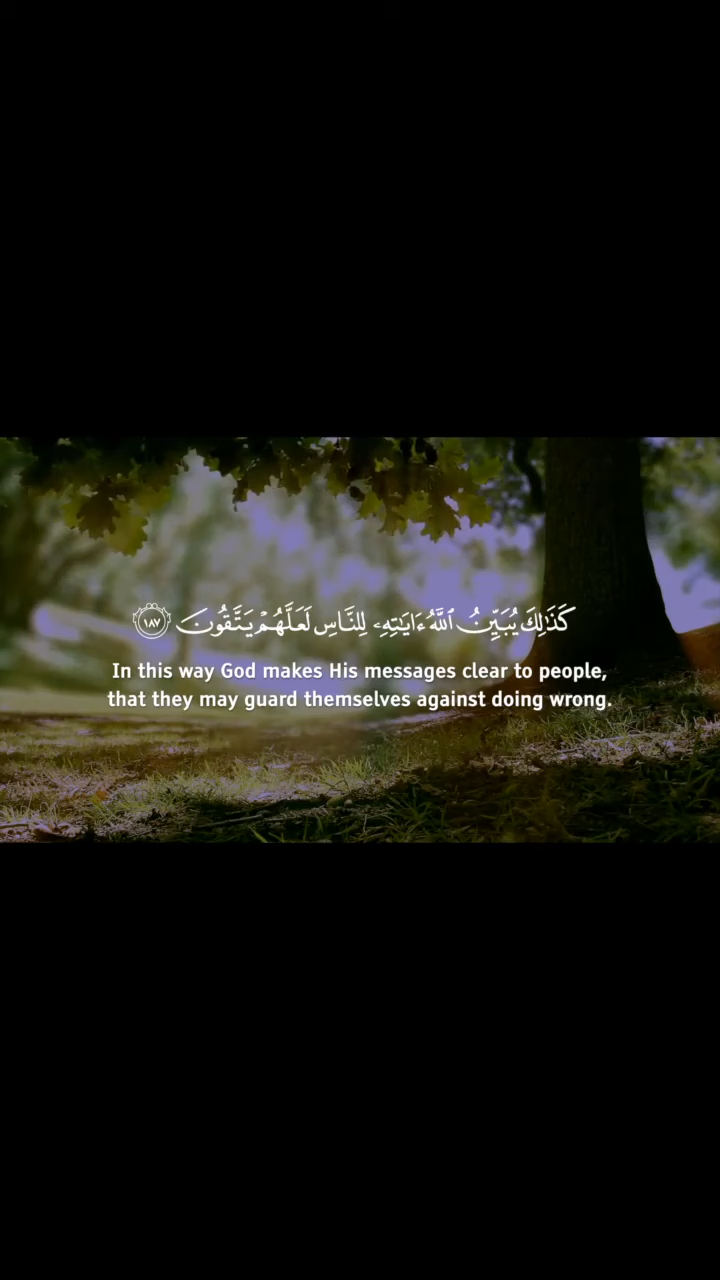 كَذَٰلِكَ يُبَيِّنُ ٱللَّهُ ءَايَٰتِهِۦ لِلنَّاسِ لَعَلَّهُمْ يَتَّقُونَ ١٨٧
In this way God makes His messages clear to people,
that they may guard themselves against doing wrong.